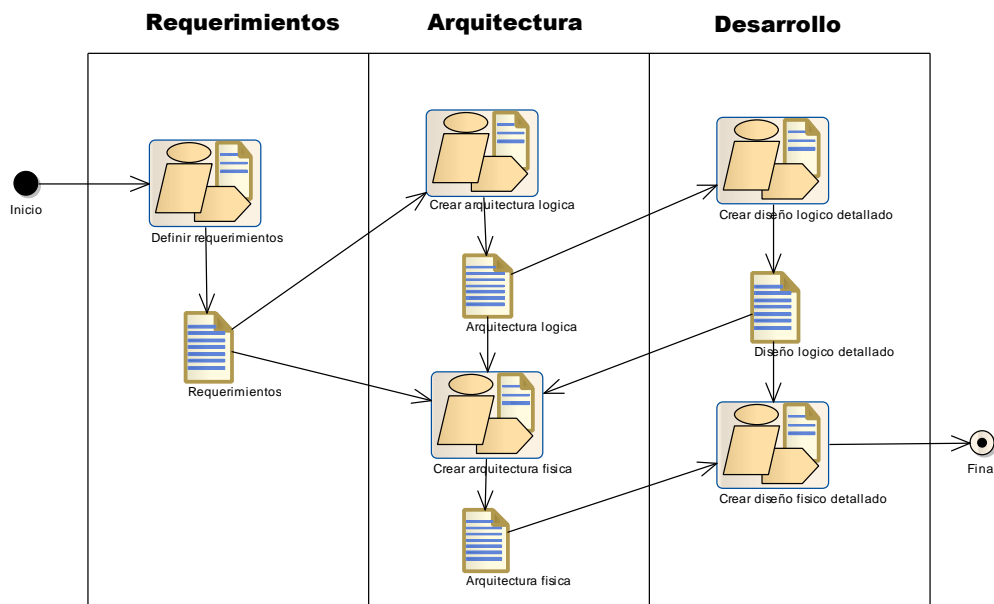 Requerimientos
Arquitectura
Desarrollo
Inicio
Definir requerimientos
Requerimientos
Crear arquitectura logica
Arquitectura logica
Crear arquitectura fisica
Arquitectura fisica
Crear diseño logico detallado
Diseño logico detallado
Crear diseño fisico detallado
Fina